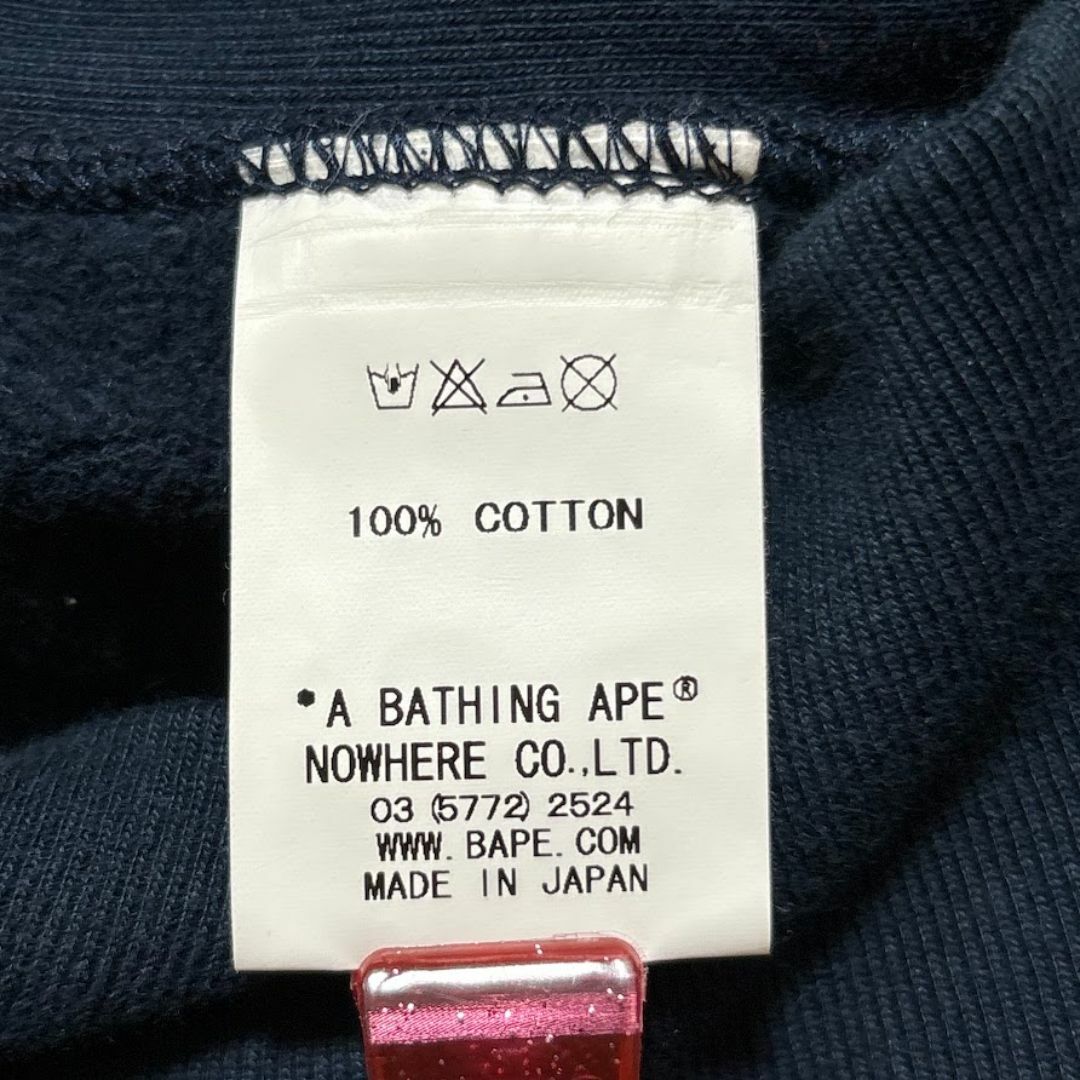 100% COTTON
*A BATHING APE®
NOWHERE CO.,LTD.
03 (5772) 2524
WWW. BAPE. COM
MADE IN JAPAN